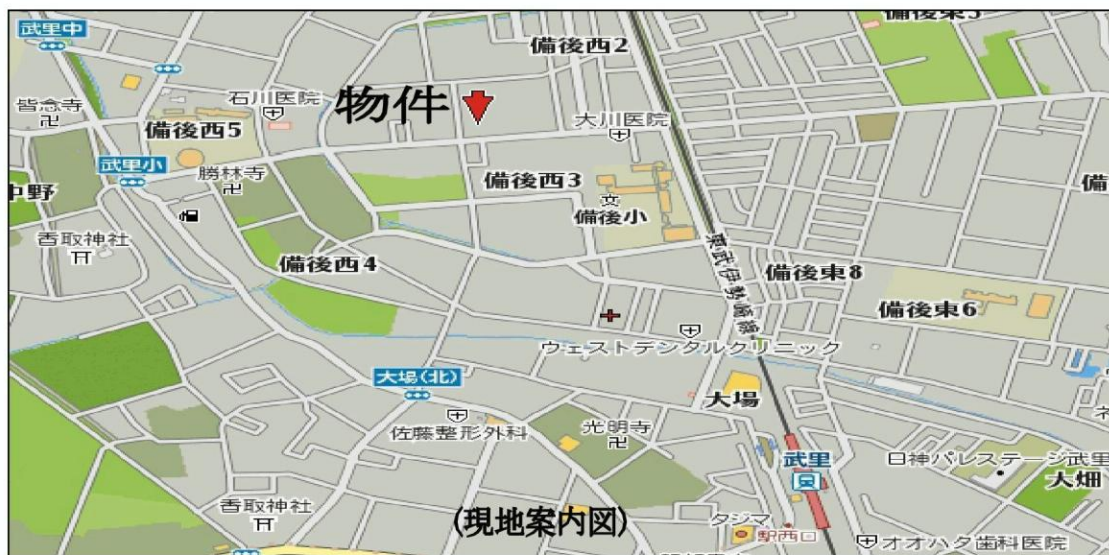 武里中
備後西2
石川医院
物件
皆念寺
大川医院
備後西5
武里小
勝林寺
備後西3
中野
備後小
香取神社
東武伊勢崎線
備後西4
備後東8
備後東6
ウェストデンタルクリニック
大場(北)
大場
佐藤整形外科
光明寺
武里
日神パレステージ武里
大畑
香取神社
(現地案内図)
タジマ
駅西口
オオハタ歯科医院